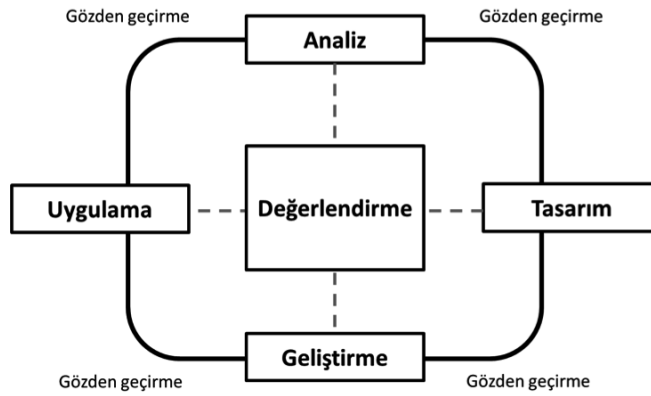 Gözden geçirme
Gözden geçirme
Analiz
Uygulama
Değerlendirme
Tasarım
Geliştirme
Gözden geçirme
Gözden geçirme